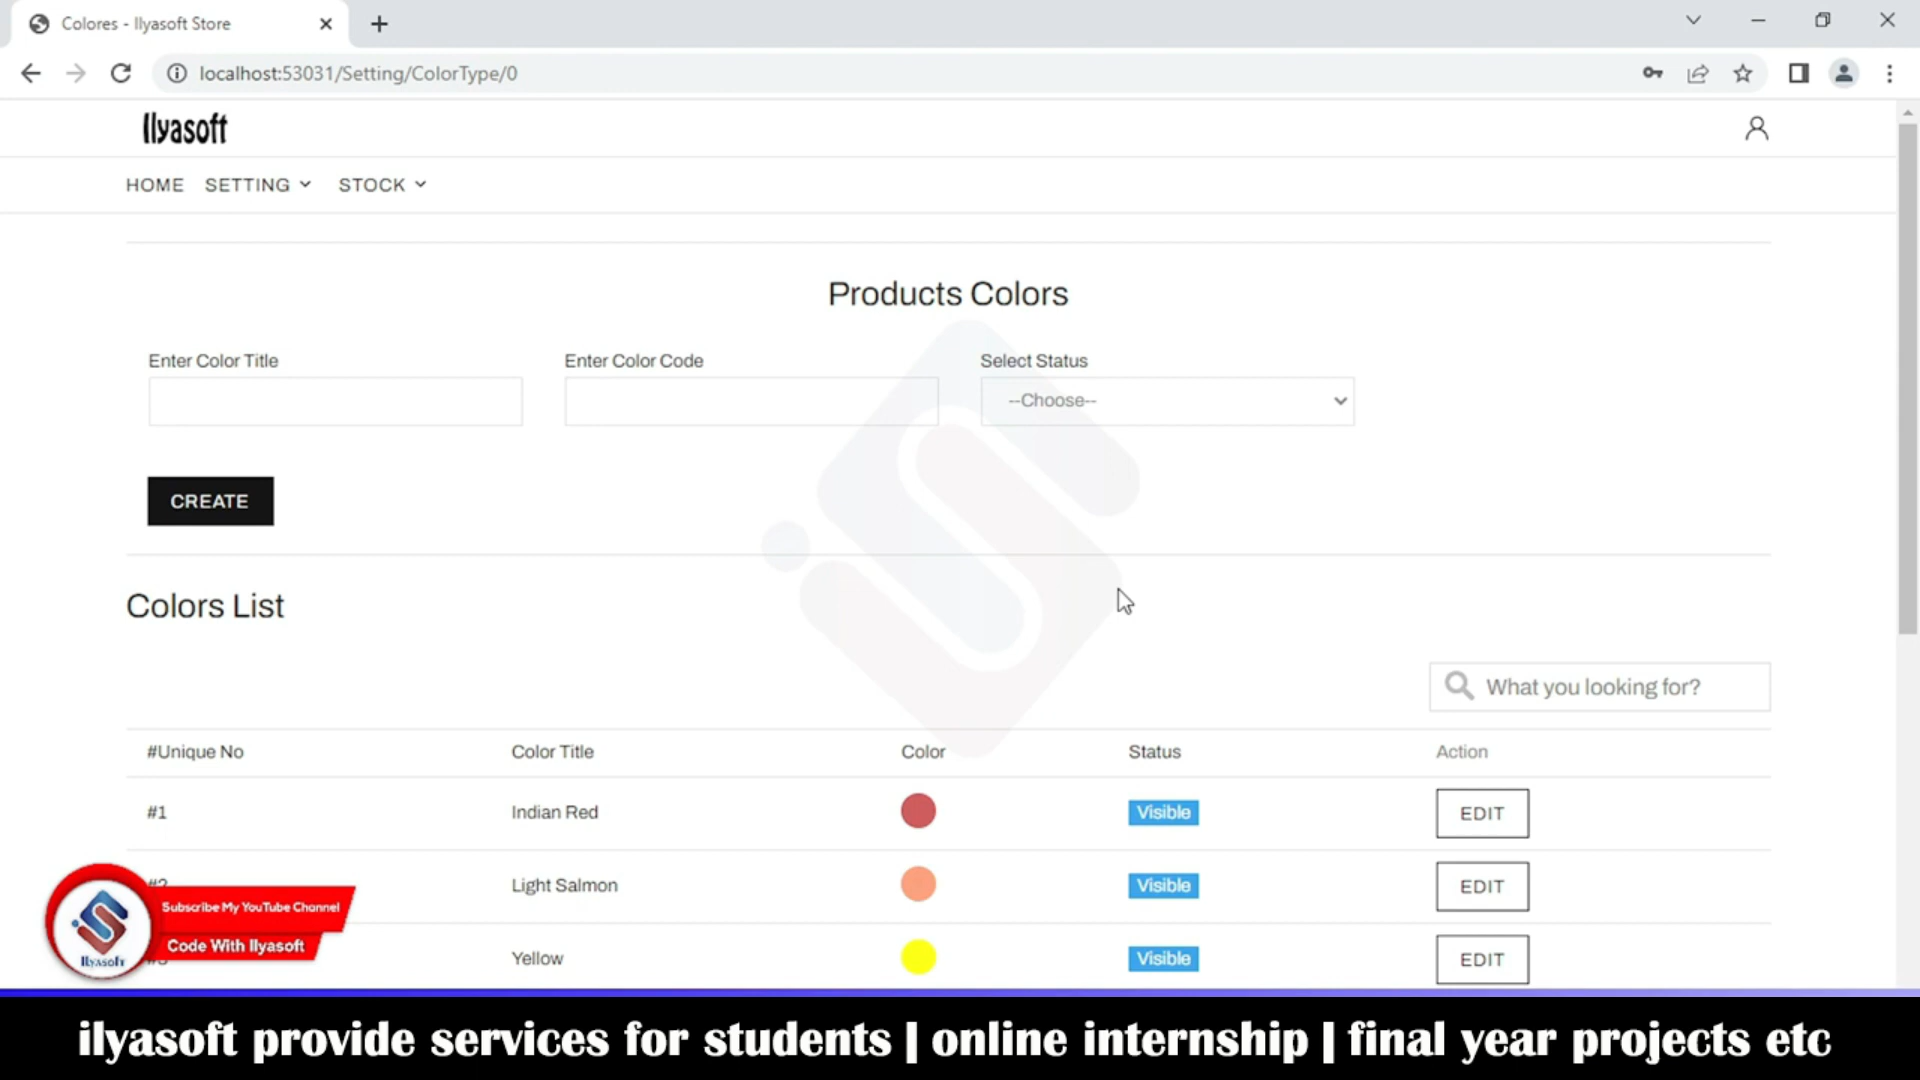 Colores - Ilyasoft Store
localhost:53031/Setting/ColorType/0
Ilyasoft
HOME SETTING STOCK
Products Colors
Enter Color Title Enter Color Code Select Status
--Choose--
CREATE
Colors List
What you looking for?
#Unique No Color Title Color Status Action
#1 Indian Red Visible EDIT
#2 Light Salmon Visible EDIT
Yellow Visible EDIT
Subscribe My YouTube Channel
Code With Ilyasoft
Ilyasoft
ilyasoft provide services for students | online internship | final year projects etc